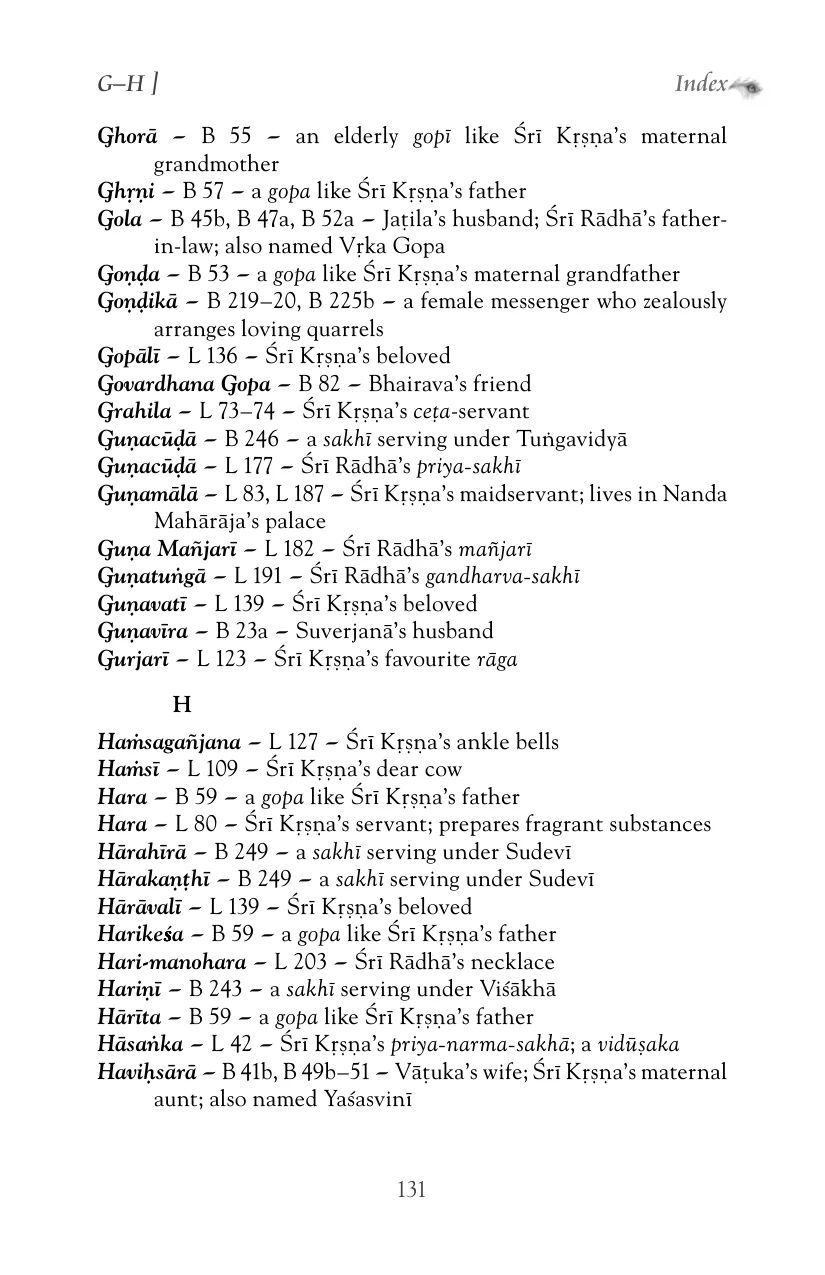 G–H ]
Index
Ghorā – B 55 – an elderly gopī like Śrī Kṛṣṇa’s maternal
grandmother
Ghṛṇi – B 57 – a gopa like Śrī Kṛṣṇa’s father
Gola – B 45b, B 47a, B 52a – Jaṭila’s husband; Śrī Rādhā’s father-
in-law; also named Vṛka Gopa
Goṇḍa – B 53 – a gopa like Śrī Kṛṣṇa’s maternal grandfather
Goṇḍikā – B 219–20, B 225b – a female messenger who zealously
arranges loving quarrels
Gopālī – L 136 – Śrī Kṛṣṇa’s beloved
Govardhana Gopa – B 82 – Bhairava’s friend
Grahila – L 73–74 – Śrī Kṛṣṇa’s ceṭa-servant
Guṇacūḍā – B 246 – a sakhī serving under Tuṅgavidyā
Guṇacūḍā – L 177 – Śrī Rādhā’s priya-sakhī
Guṇamālā – L 83, L 187 – Śrī Kṛṣṇa’s maidservant; lives in Nanda
Mahārāja’s palace
Guṇa Mañjarī – L 182 – Śrī Rādhā’s mañjarī
Guṇatuṅgā – L 191 – Śrī Rādhā’s gandharva-sakhī
Guṇavatī – L 139 – Śrī Kṛṣṇa’s beloved
Guṇavīra – B 23a – Suverjanā’s husband
Gurjarī – L 123 – Śrī Kṛṣṇa’s favourite rāga
H
Haṁsagañjana – L 127 – Śrī Kṛṣṇa’s ankle bells
Haṁsī – L 109 – Śrī Kṛṣṇa’s dear cow
Hara – B 59 – a gopa like Śrī Kṛṣṇa’s father
Hara – L 80 – Śrī Kṛṣṇa’s servant; prepares fragrant substances
Hārahīrā – B 249 – a sakhī serving under Sudevī
Hārakaṇṭhī – B 249 – a sakhī serving under Sudevī
Hārāvalī – L 139 – Śrī Kṛṣṇa’s beloved
Harikeśa – B 59 – a gopa like Śrī Kṛṣṇa’s father
Hari-manohara – L 203 – Śrī Rādhā’s necklace
Hariṇī – B 243 – a sakhī serving under Viśākhā
Hārīta – B 59 – a gopa like Śrī Kṛṣṇa’s father
Hāsaṅka – L 42 – Śrī Kṛṣṇa’s priya-narma-sakhā; a vidūṣaka
Haviḥsārā – B 41b, B 49b–51 – Vāṭuka’s wife; Śrī Kṛṣṇa’s maternal
aunt; also named Yaśasvinī
131